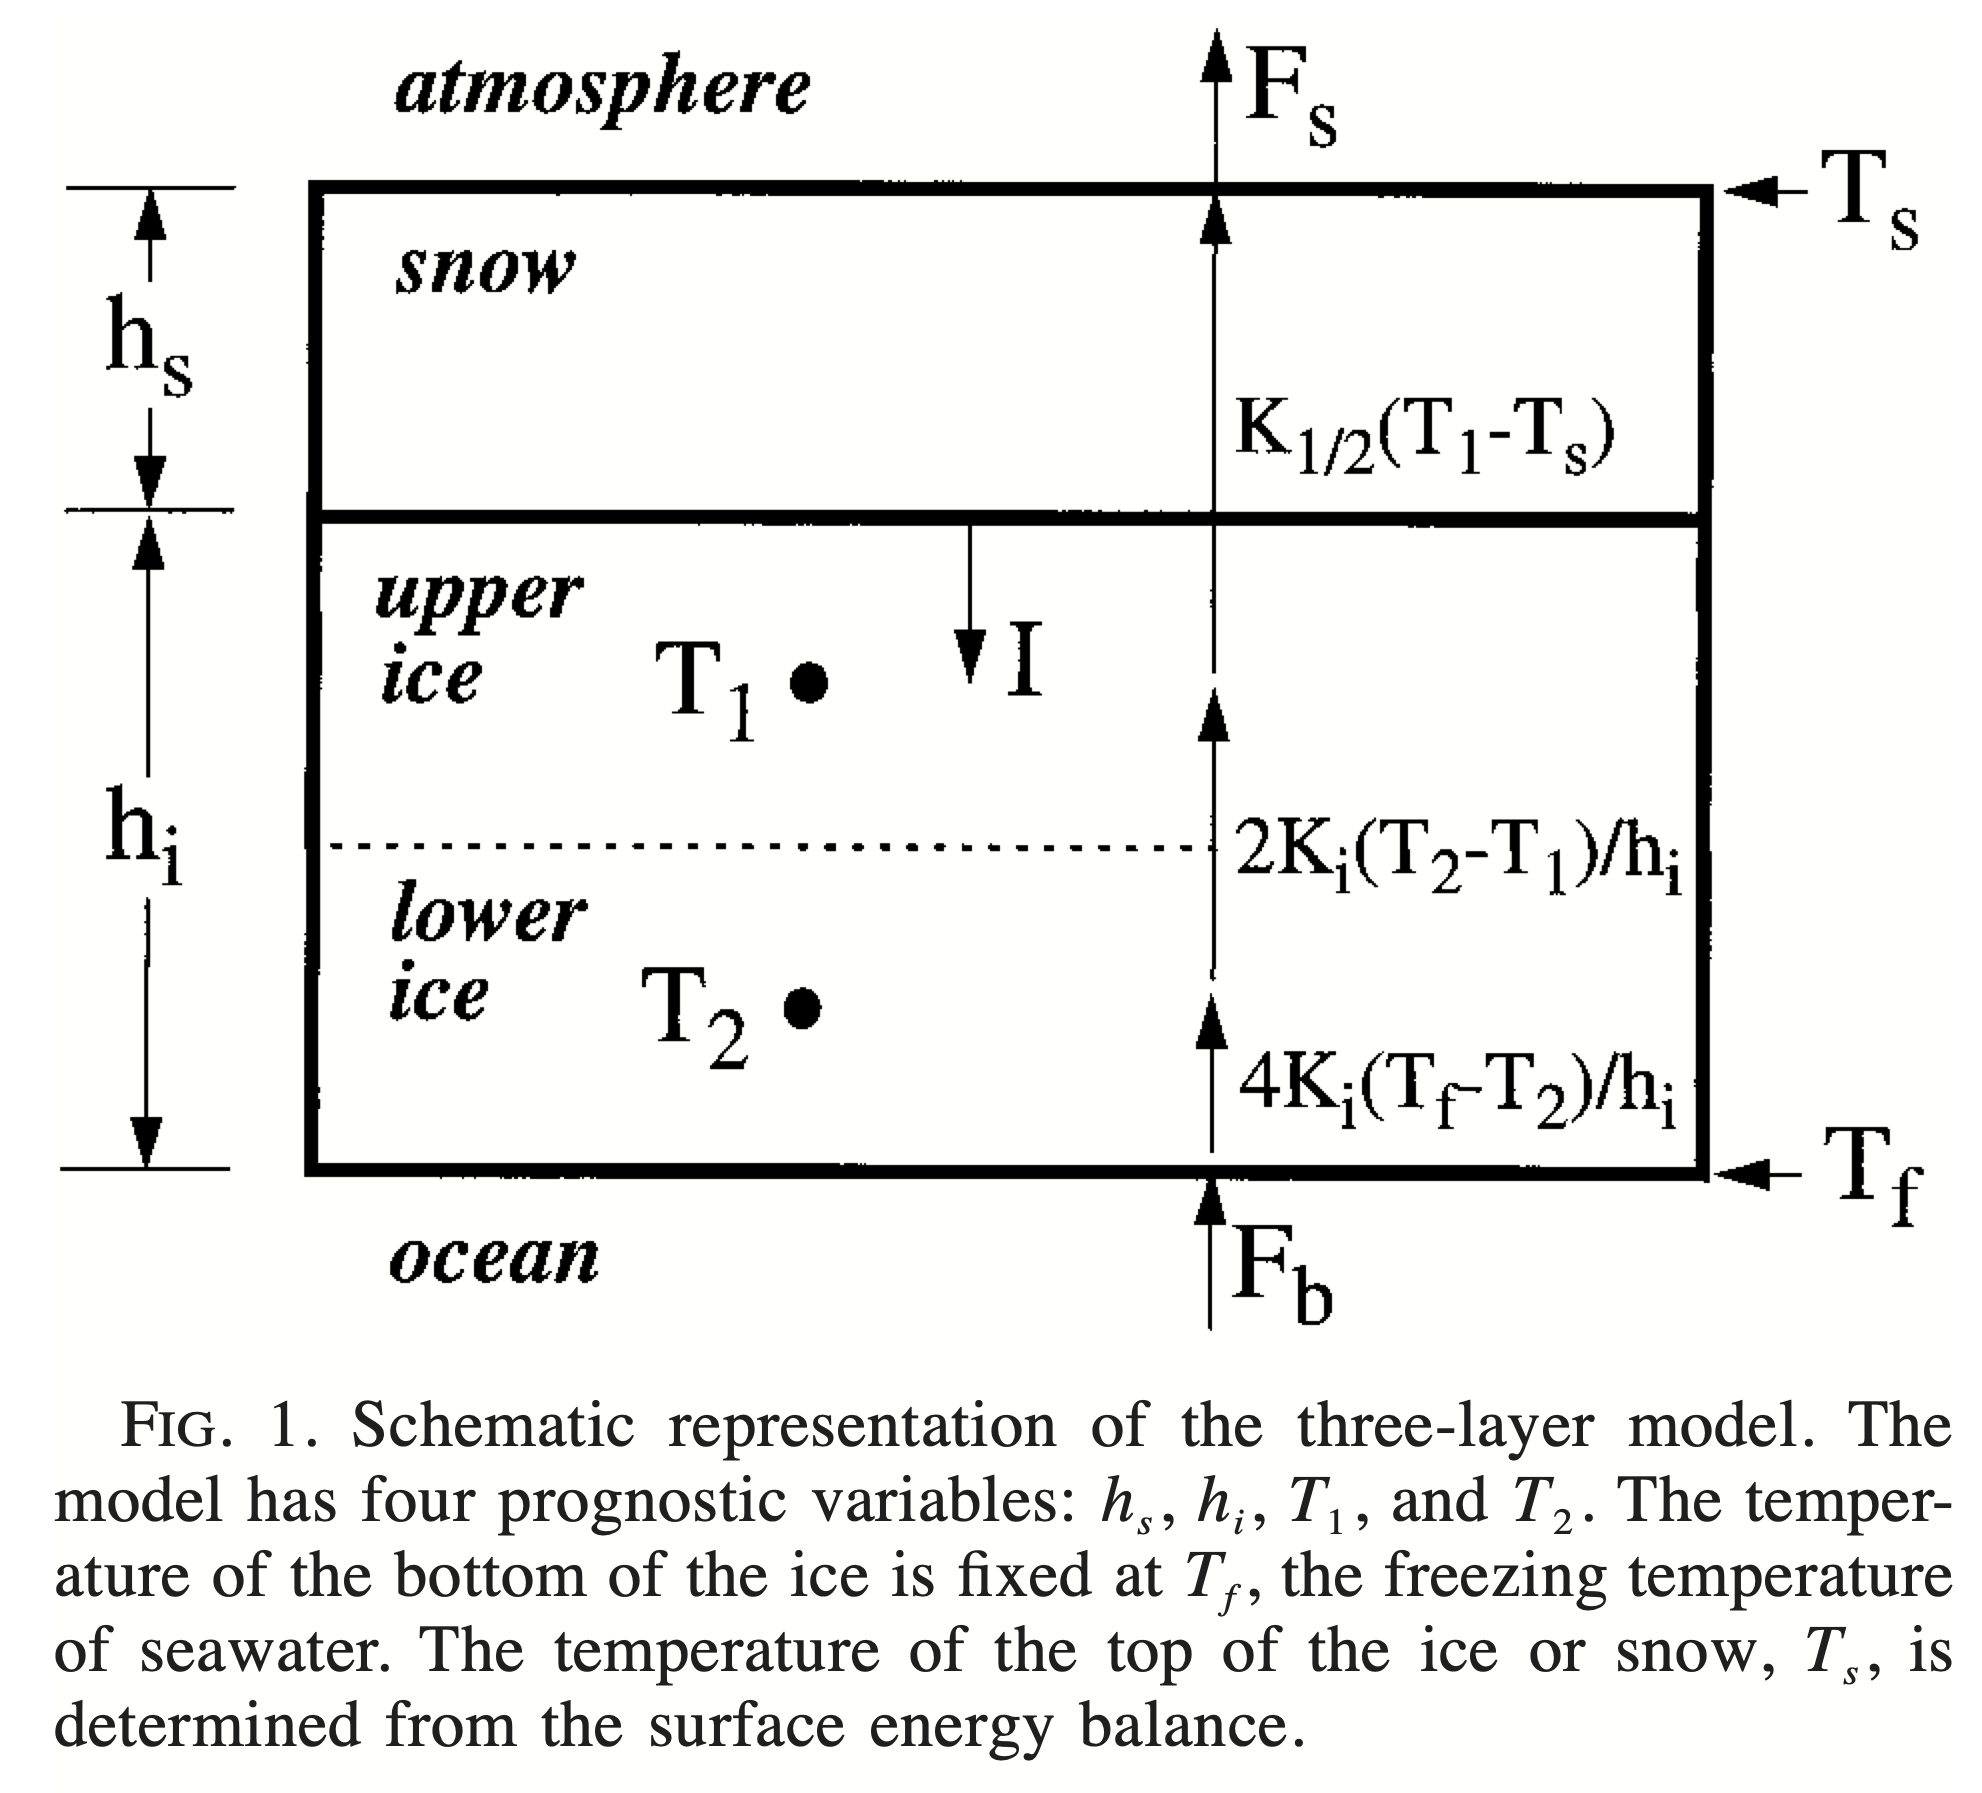 atmosphere
F_s
T_s
snow
h_s
K_{1/2}(T_1-T_s)
upper
ice
T_1
I
h_i
2K_i(T_2-T_1)/h_i
lower
ice
T_2
4K_i(T_f-T_2)/h_i
T_f
ocean
F_b
FIG. 1. Schematic representation of the three-layer model. The
model has four prognostic variables: h_s, h_i, T_1, and T_2. The temper-
ature of the bottom of the ice is fixed at T_f, the freezing temperature
of seawater. The temperature of the top of the ice or snow, T_s, is
determined from the surface energy balance.